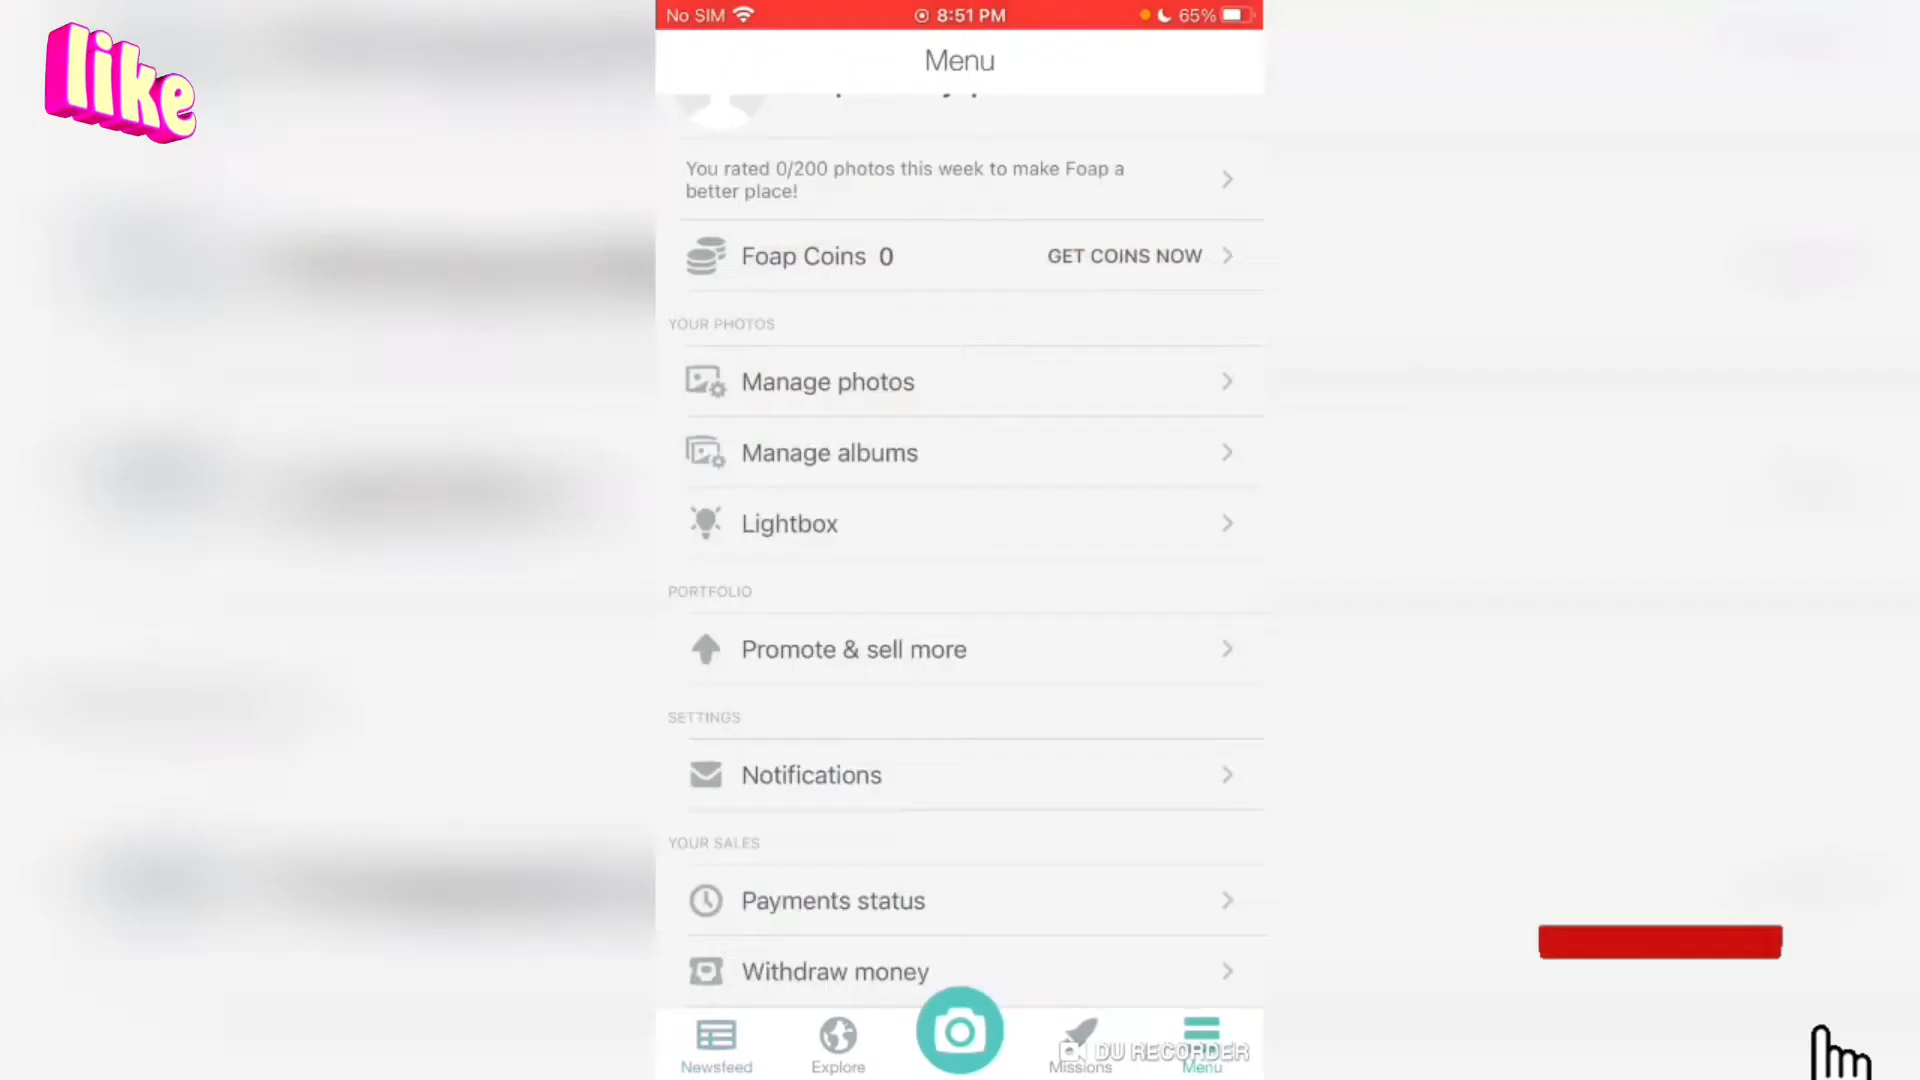 like
No SIM
8:51 PM
65%
Menu
You rated 0/200 photos this week to make Foap a
better place!
Foap Coins 0
GET COINS NOW
YOUR PHOTOS
Manage photos
Manage albums
Lightbox
PORTFOLIO
Promote & sell more
SETTINGS
Notifications
YOUR SALES
Payments status
Withdraw money
DU RECORDER
Newsfeed
Explore
Missions
Menu